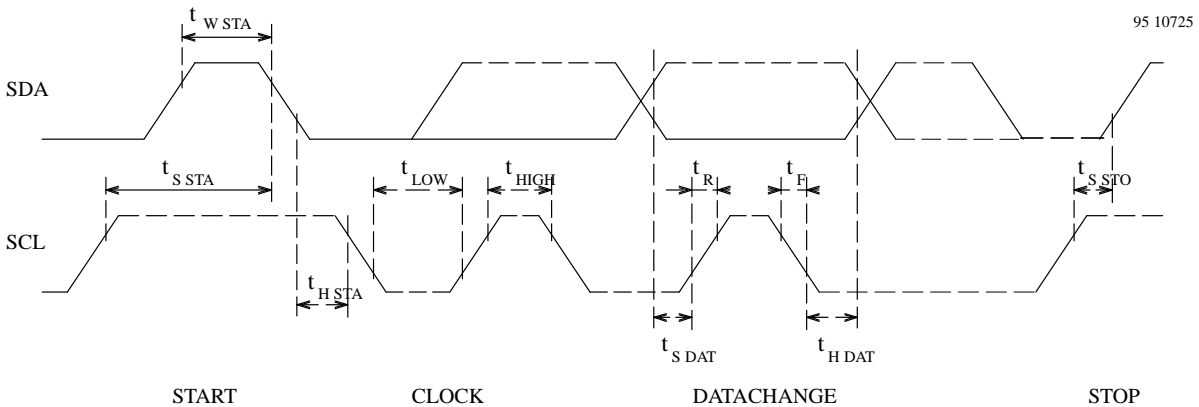 t W STA
95 10725
SDA
t S STA
t LOW
t HIGH
t R
t F
t S STO
SCL
t H STA
t S DAT
t H DAT
START CLOCK DATACHANGE STOP